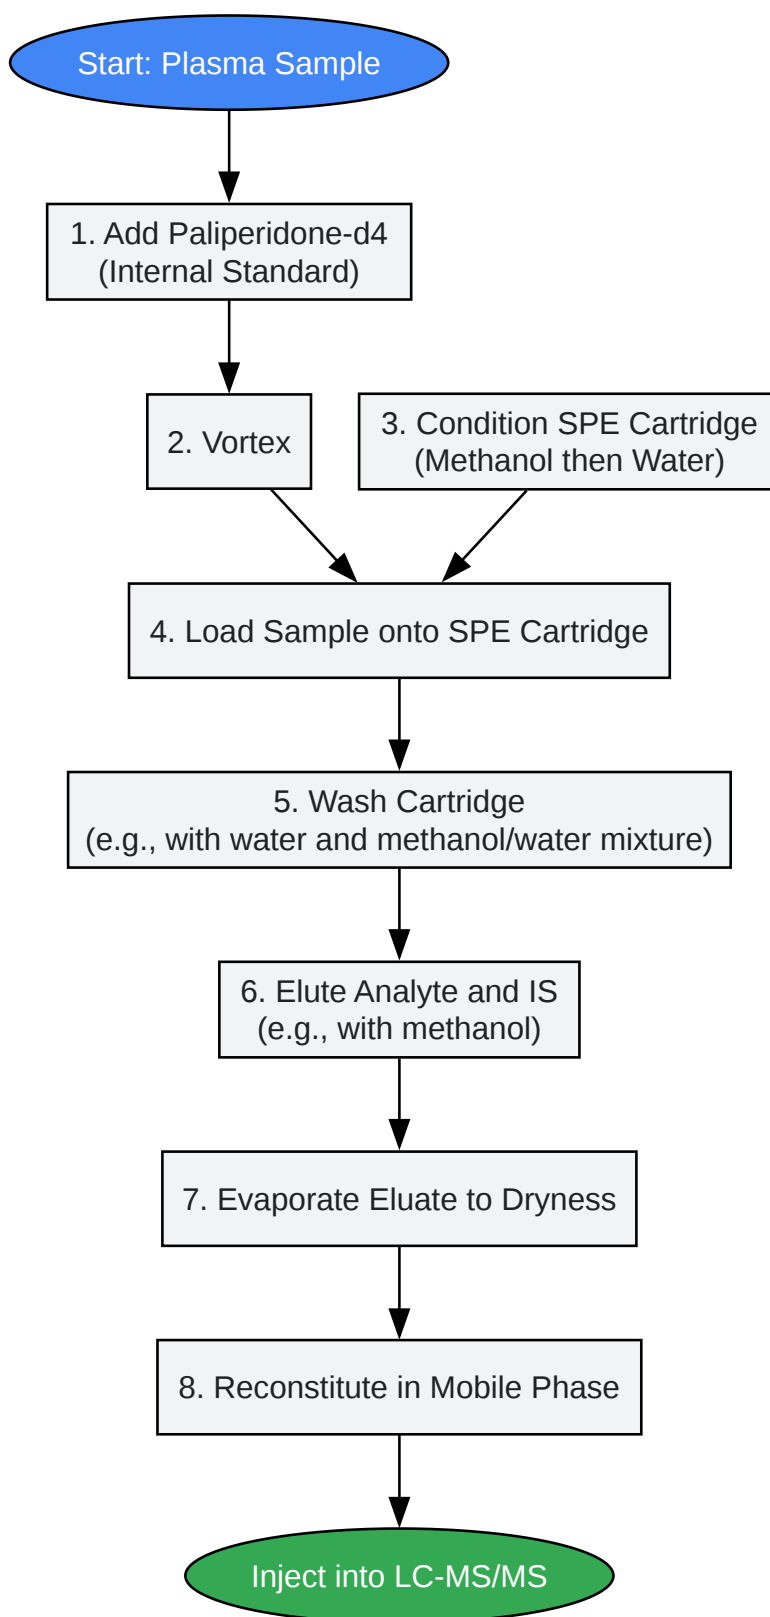 Start: Plasma Sample
1. Add Paliperidone-d4
(Internal Standard)
2. Vortex
3. Condition SPE Cartridge
(Methanol then Water)
4. Load Sample onto SPE Cartridge
5. Wash Cartridge
(e.g., with water and methanol/water mixture)
6. Elute Analyte and IS
(e.g., with methanol)
7. Evaporate Eluate to Dryness
8. Reconstitute in Mobile Phase
Inject into LC-MS/MS